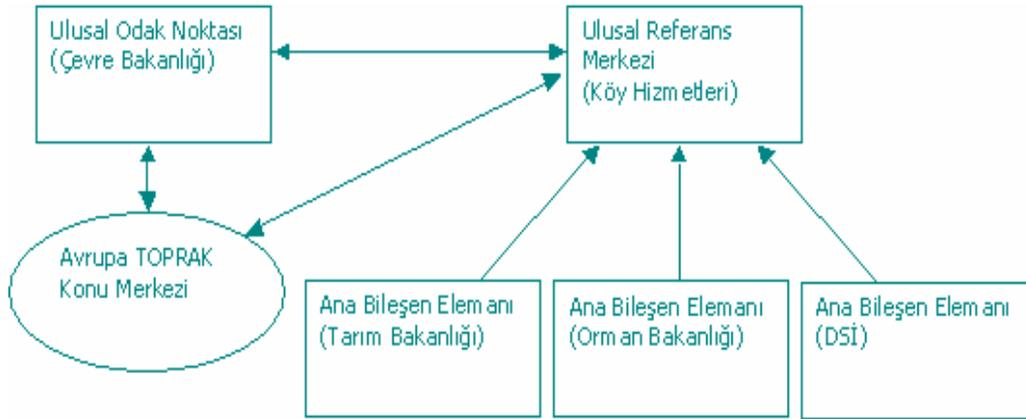 Ulusal Odak Noktası
(Çevre Bakanlığı)
Ulusal Referans
Merkezi
(Köy Hizmetleri)
Avrupa TOPRAK
Konu Merkezi
Ana Bileşen Elemanı
(Tarım Bakanlığı)
Ana Bileşen Elemanı
(Orman Bakanlığı)
Ana Bileşen Elemanı
(DSİ)